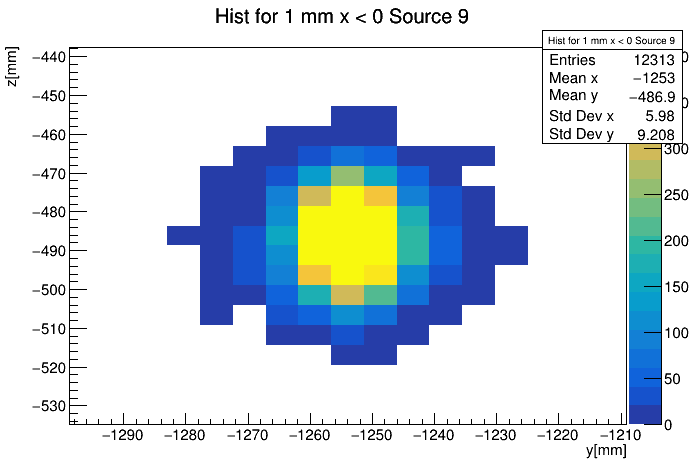 Hist for 1 mm x < 0 Source 9
Hist for 1 mm x < 0 Source 9
Entries 12313
Mean x −1253
Mean y −486.9
Std Dev x 5.98
Std Dev y 9.208
z[mm]
−440
−450
−460
−470
−480
−490
−500
−510
−520
−530
300
250
200
150
100
50
0
−1290 −1280 −1270 −1260 −1250 −1240 −1230 −1220 −1210
y[mm]